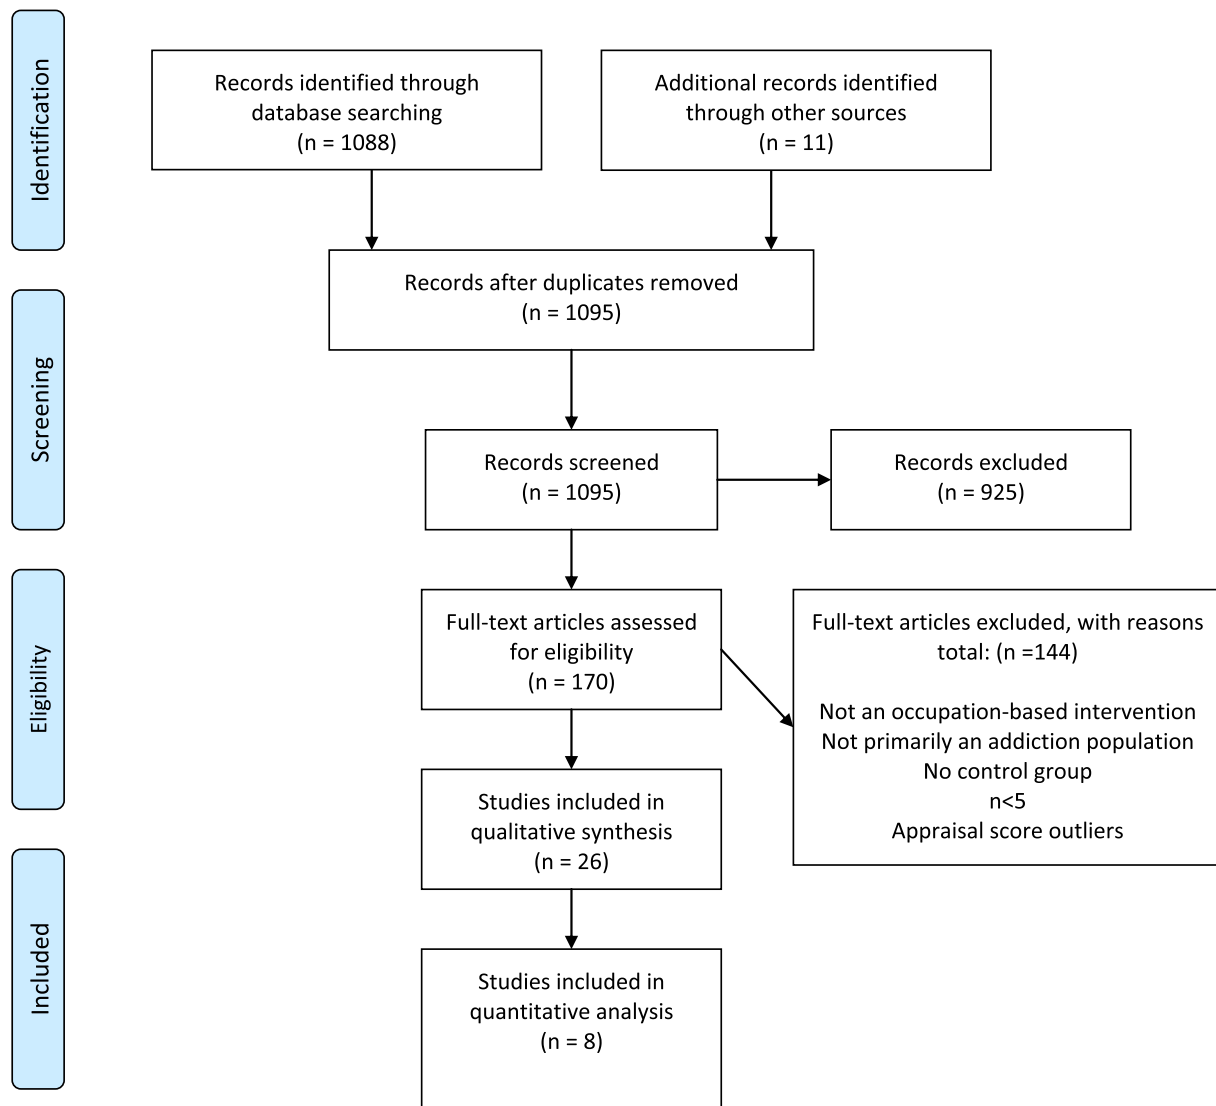 Identification
Records identified through
database searching
(n = 1088)
Additional records identified
through other sources
(n = 11)
Records after duplicates removed
(n = 1095)
Screening
Records screened
(n = 1095)
Records excluded
(n = 925)
Eligibility
Full-text articles assessed
for eligibility
(n = 170)
Full-text articles excluded, with reasons
total: (n =144)
Not an occupation-based intervention
Not primarily an addiction population
No control group
n<5
Appraisal score outliers
Studies included in
qualitative synthesis
(n = 26)
Included
Studies included in
quantitative analysis
(n = 8)